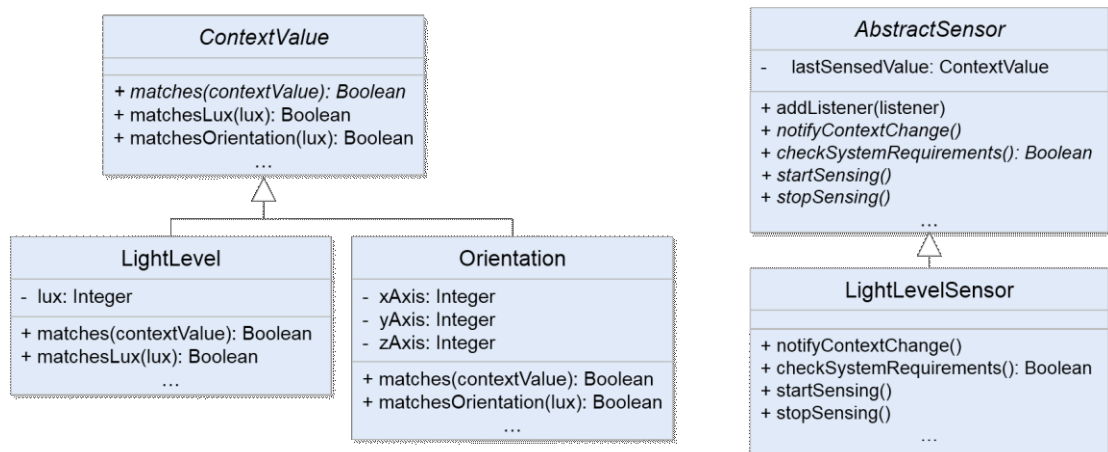 ContextValue
+ matches(contextValue): Boolean
+ matchesLux(lux): Boolean
+ matchesOrientation(lux): Boolean
...
LightLevel
- lux: Integer
+ matches(contextValue): Boolean
+ matchesLux(lux): Boolean
...
Orientation
- xAxis: Integer
- yAxis: Integer
- zAxis: Integer
+ matches(contextValue): Boolean
+ matchesOrientation(lux): Boolean
...
AbstractSensor
- lastSensedValue: ContextValue
+ addListener(listener)
+ notifyContextChange()
+ checkSystemRequirements(): Boolean
+ startSensing()
+ stopSensing()
...
LightLevelSensor
+ notifyContextChange()
+ checkSystemRequirements(): Boolean
+ startSensing()
+ stopSensing()
...